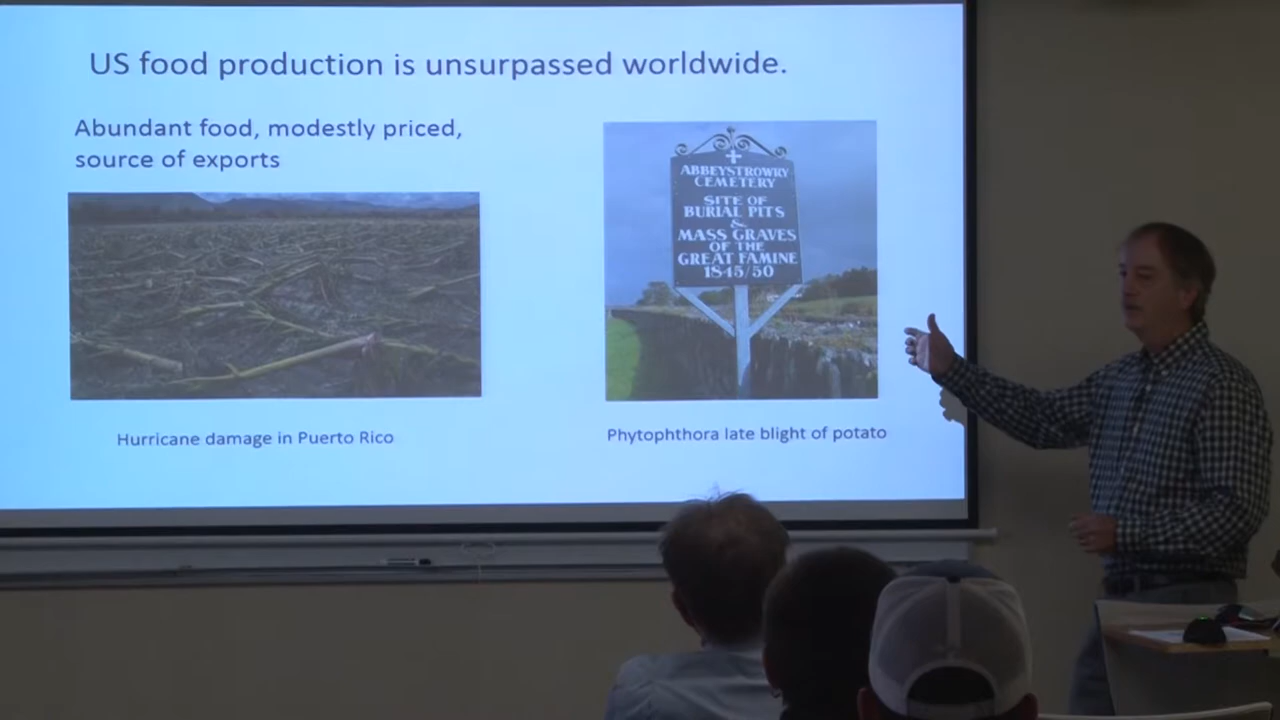 US food production is unsurpassed worldwide.
Abundant food, modestly priced,
source of exports
ABBEYSTROWRY
CEMETERY
SITE OF
BURIAL PITS
&
MASS GRAVES
OF THE
GREAT FAMINE
1845/50
Hurricane damage in Puerto Rico
Phytophthora late blight of potato